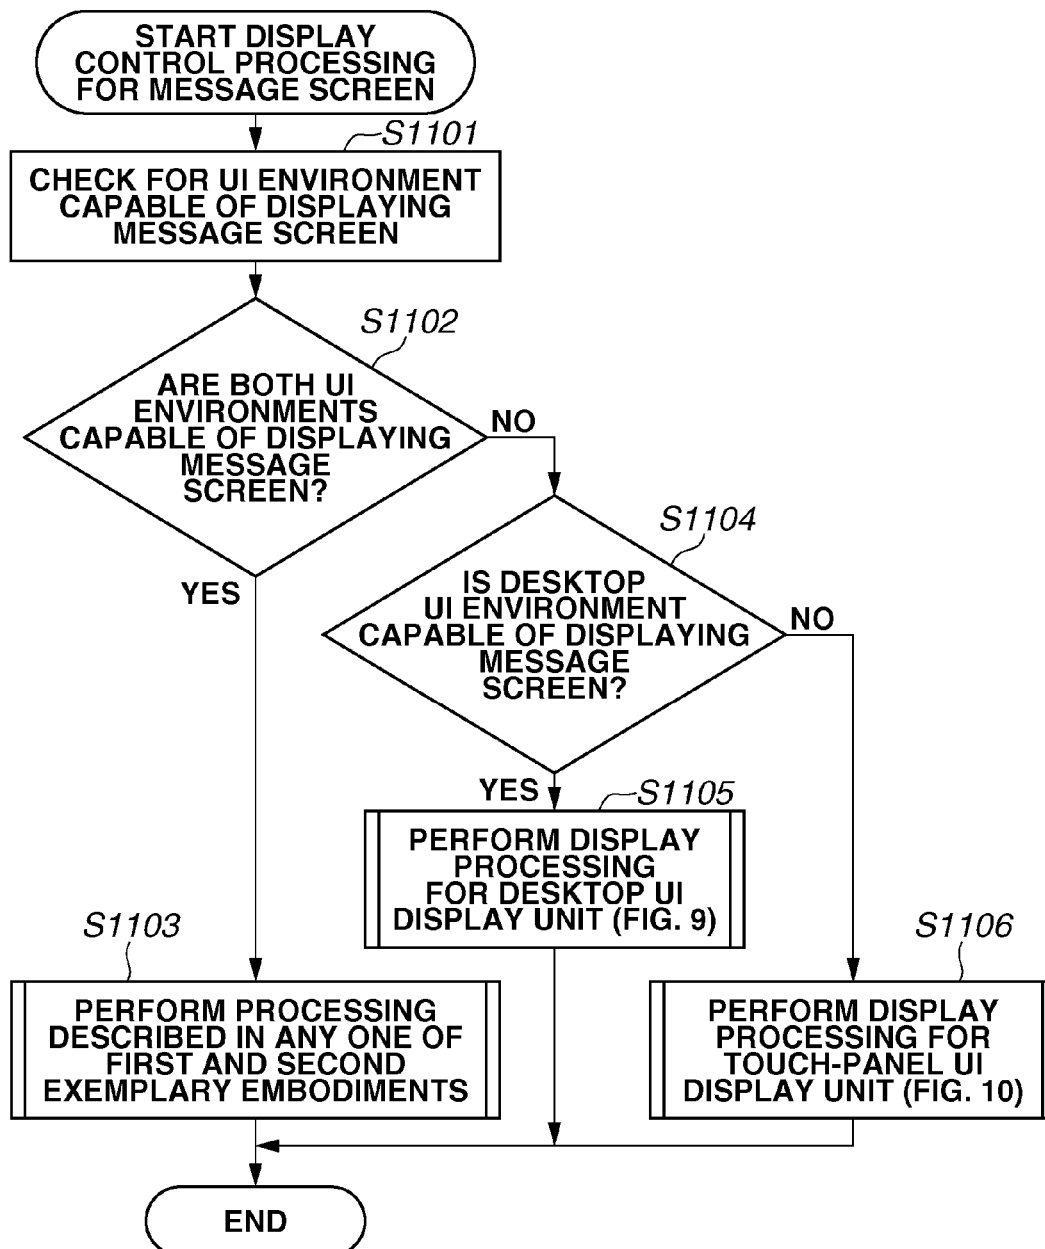 START DISPLAY
CONTROL PROCESSING
FOR MESSAGE SCREEN
S1101
CHECK FOR UI ENVIRONMENT
CAPABLE OF DISPLAYING
MESSAGE SCREEN
S1102
ARE BOTH UI
ENVIRONMENTS
CAPABLE OF DISPLAYING
MESSAGE
SCREEN?
NO
YES
S1104
IS DESKTOP
UI ENVIRONMENT
CAPABLE OF DISPLAYING
MESSAGE
SCREEN?
NO
YES
S1105
PERFORM DISPLAY
PROCESSING
FOR DESKTOP UI
DISPLAY UNIT (FIG. 9)
S1103
PERFORM PROCESSING
DESCRIBED IN ANY ONE OF
FIRST AND SECOND
EXEMPLARY EMBODIMENTS
S1106
PERFORM DISPLAY
PROCESSING FOR
TOUCH-PANEL UI
DISPLAY UNIT (FIG. 10)
END